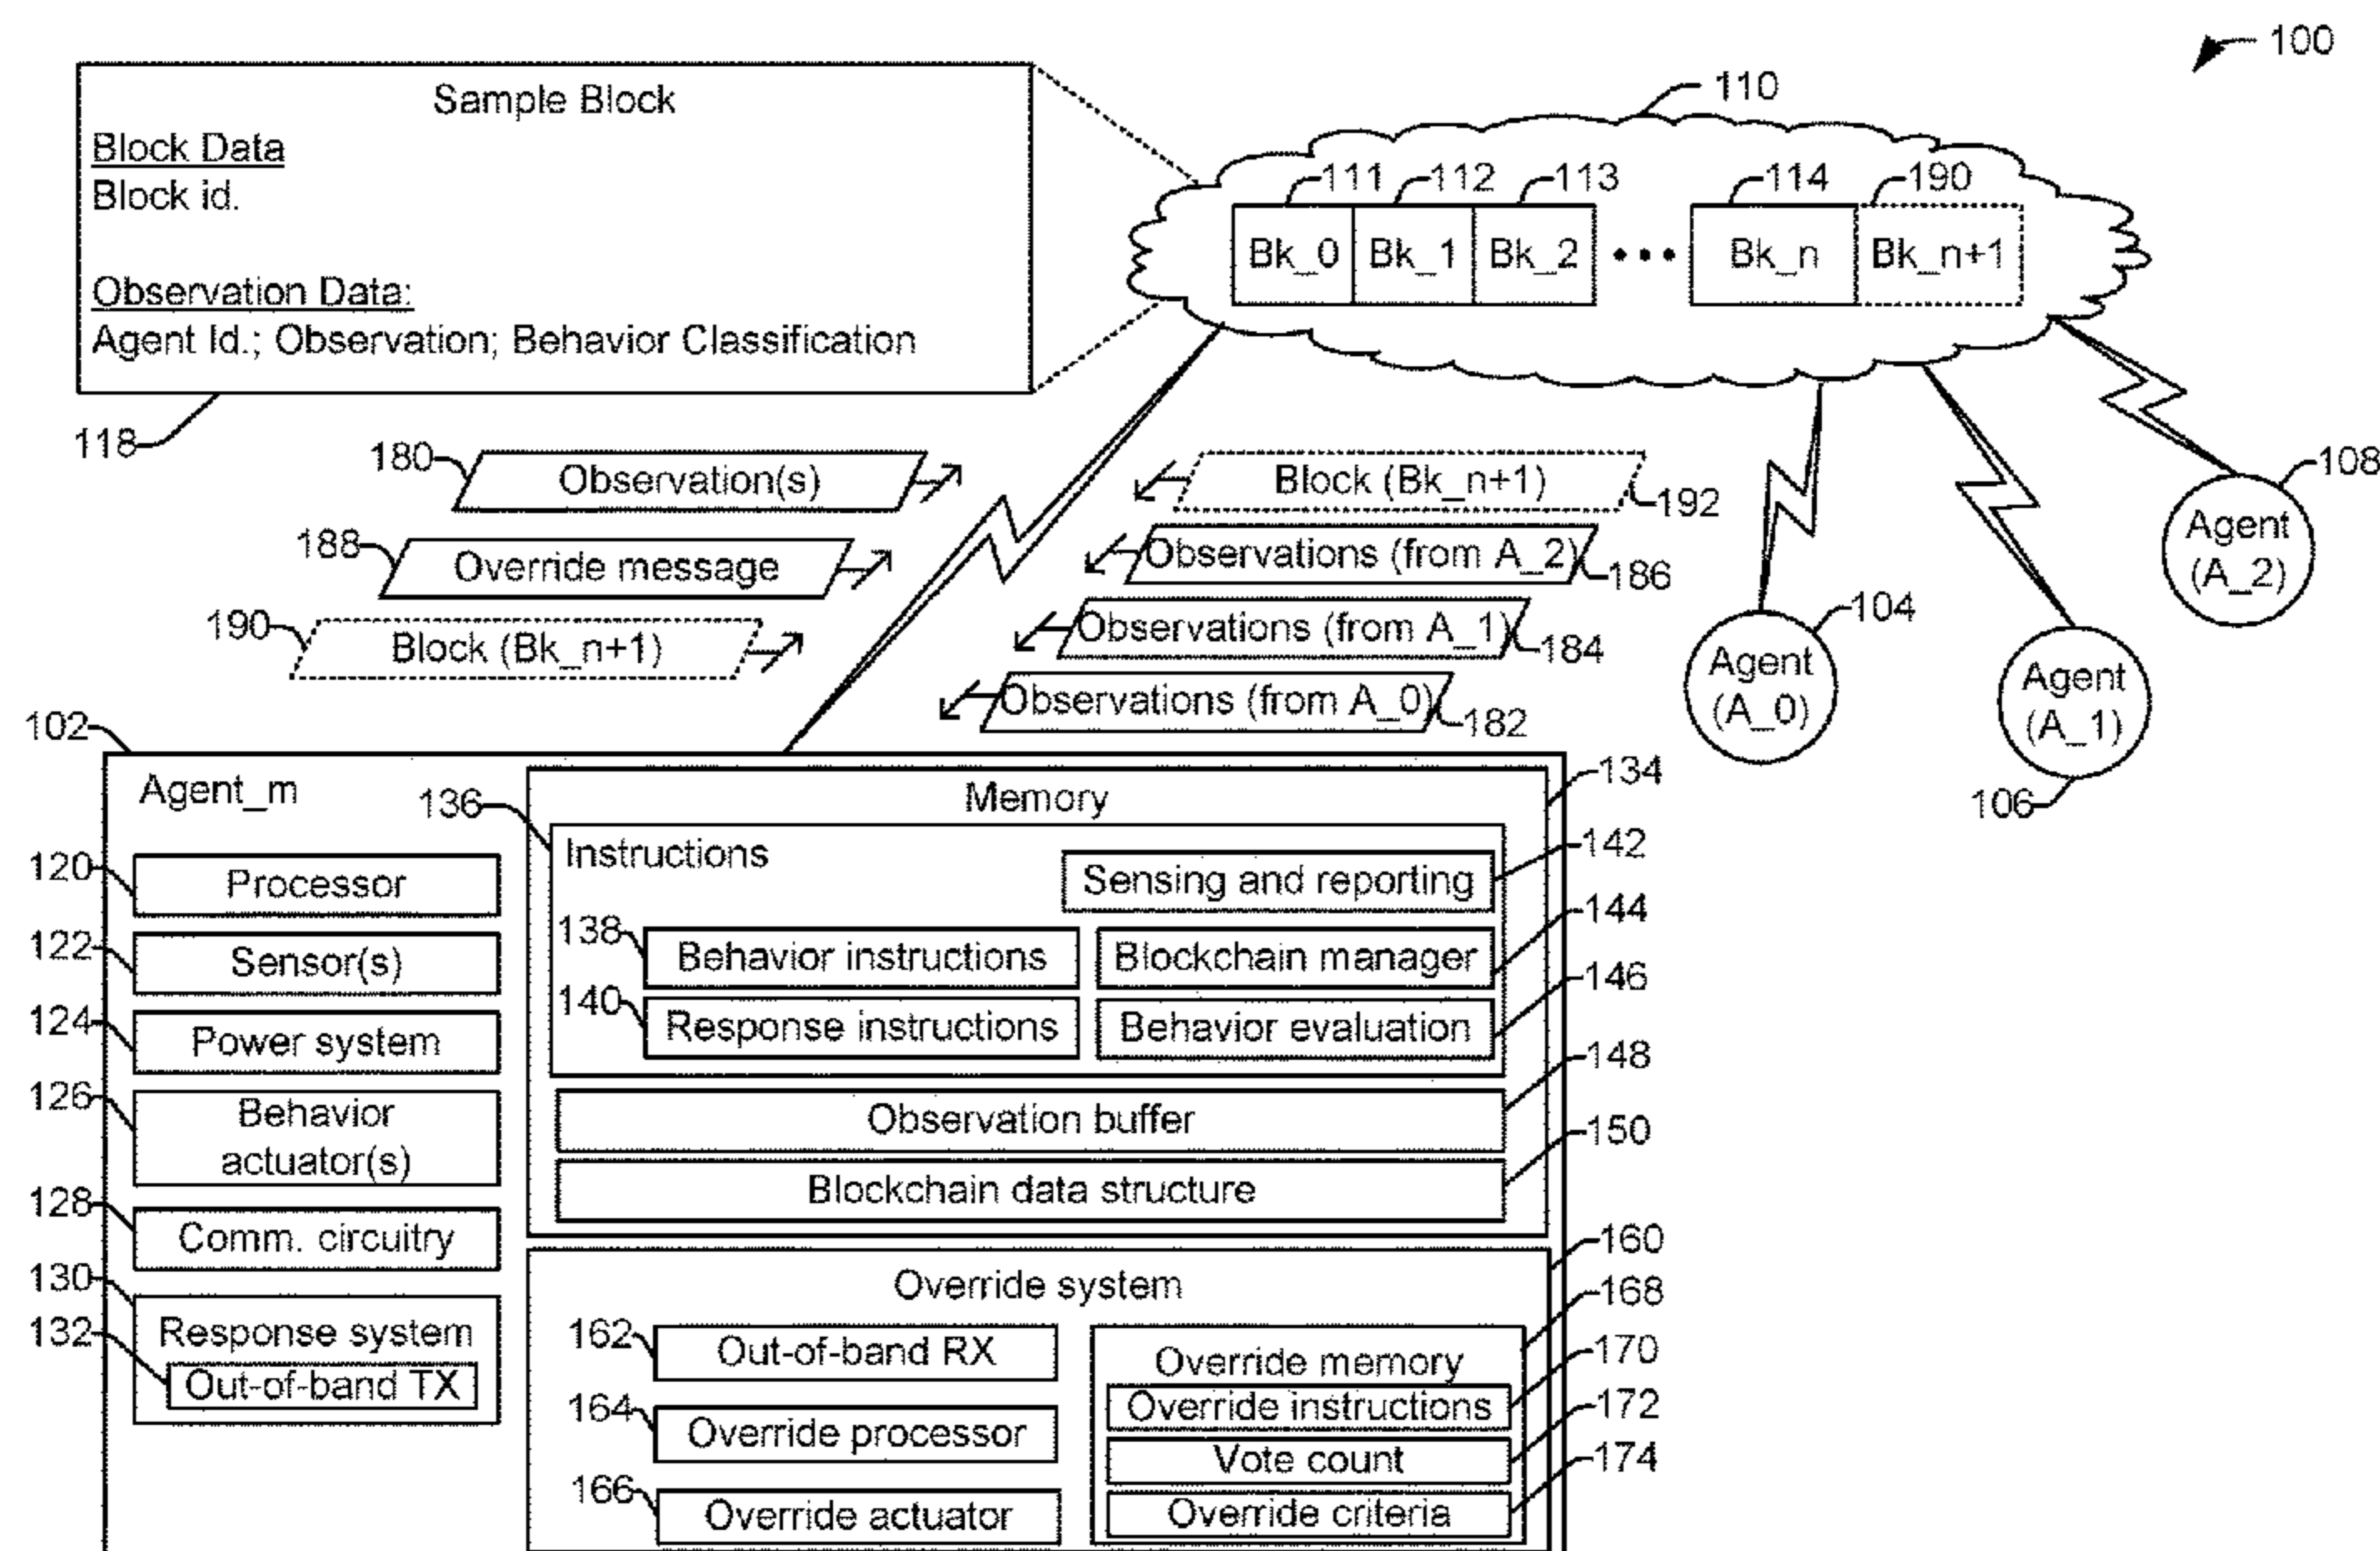 100
Sample Block
Block Data
Block id.
Observation Data:
Agent Id.; Observation; Behavior Classification
118
110
111
112
113
114
190
Bk_0
Bk_1
Bk_2
•••
Bk_n
Bk_n+1
180
Observation(s)
188
Override message
190
Block (Bk_n+1)
Block (Bk_n+1)
192
Observations (from A_2)
186
Observations (from A_1)
184
Observations (from A_0)
182
104
Agent
(A_0)
Agent
(A_1)
106
108
Agent
(A_2)
102
Agent_m
120
Processor
122
Sensor(s)
124
Power system
126
Behavior
actuator(s)
128
Comm. circuitry
130
Response system
132
Out-of-band TX
134
Memory
136
Instructions
142
Sensing and reporting
138
Behavior instructions
144
Blockchain manager
140
Response instructions
146
Behavior evaluation
148
Observation buffer
150
Blockchain data structure
160
Override system
162
Out-of-band RX
164
Override processor
166
Override actuator
168
Override memory
170
Override instructions
172
Vote count
174
Override criteria